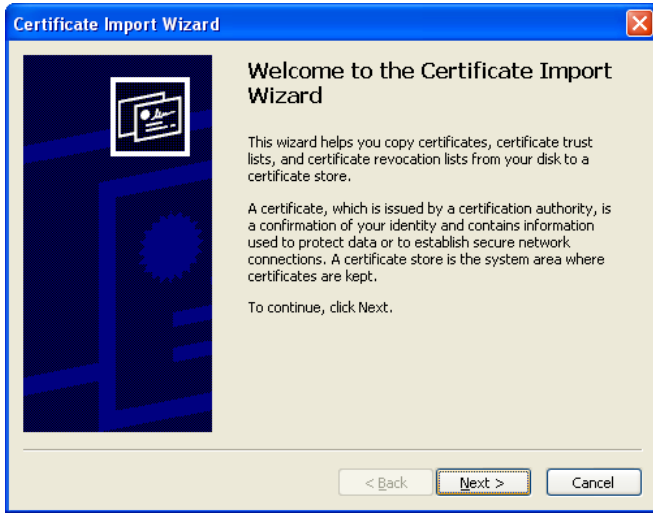 Certificate Import Wizard
Welcome to the Certificate Import
Wizard
This wizard helps you copy certificates, certificate trust
lists, and certificate revocation lists from your disk to a
certificate store.
A certificate, which is issued by a certification authority, is
a confirmation of your identity and contains information
used to protect data or to establish secure network
connections. A certificate store is the system area where
certificates are kept.
To continue, click Next.
< Back
Next >
Cancel